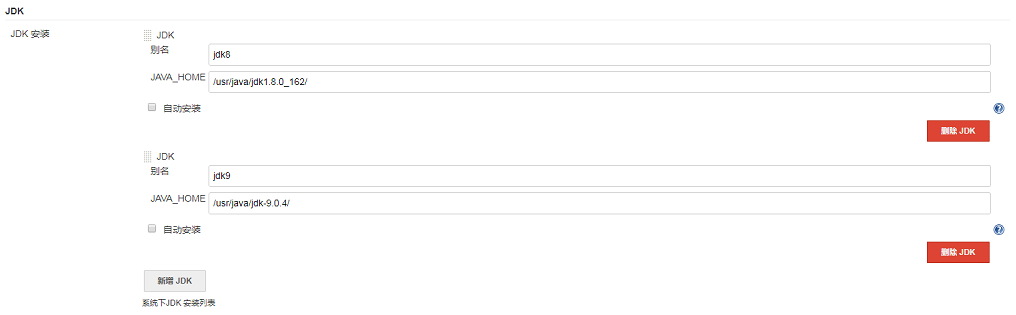 JDK
JDK 安装
JDK
别名
jdk8
JAVA_HOME
/usr/java/jdk1.8.0_162/
自动安装
删除 JDK
JDK
别名
jdk9
JAVA_HOME
/usr/java/jdk-9.0.4/
自动安装
删除 JDK
新增 JDK
系统下JDK 安装列表